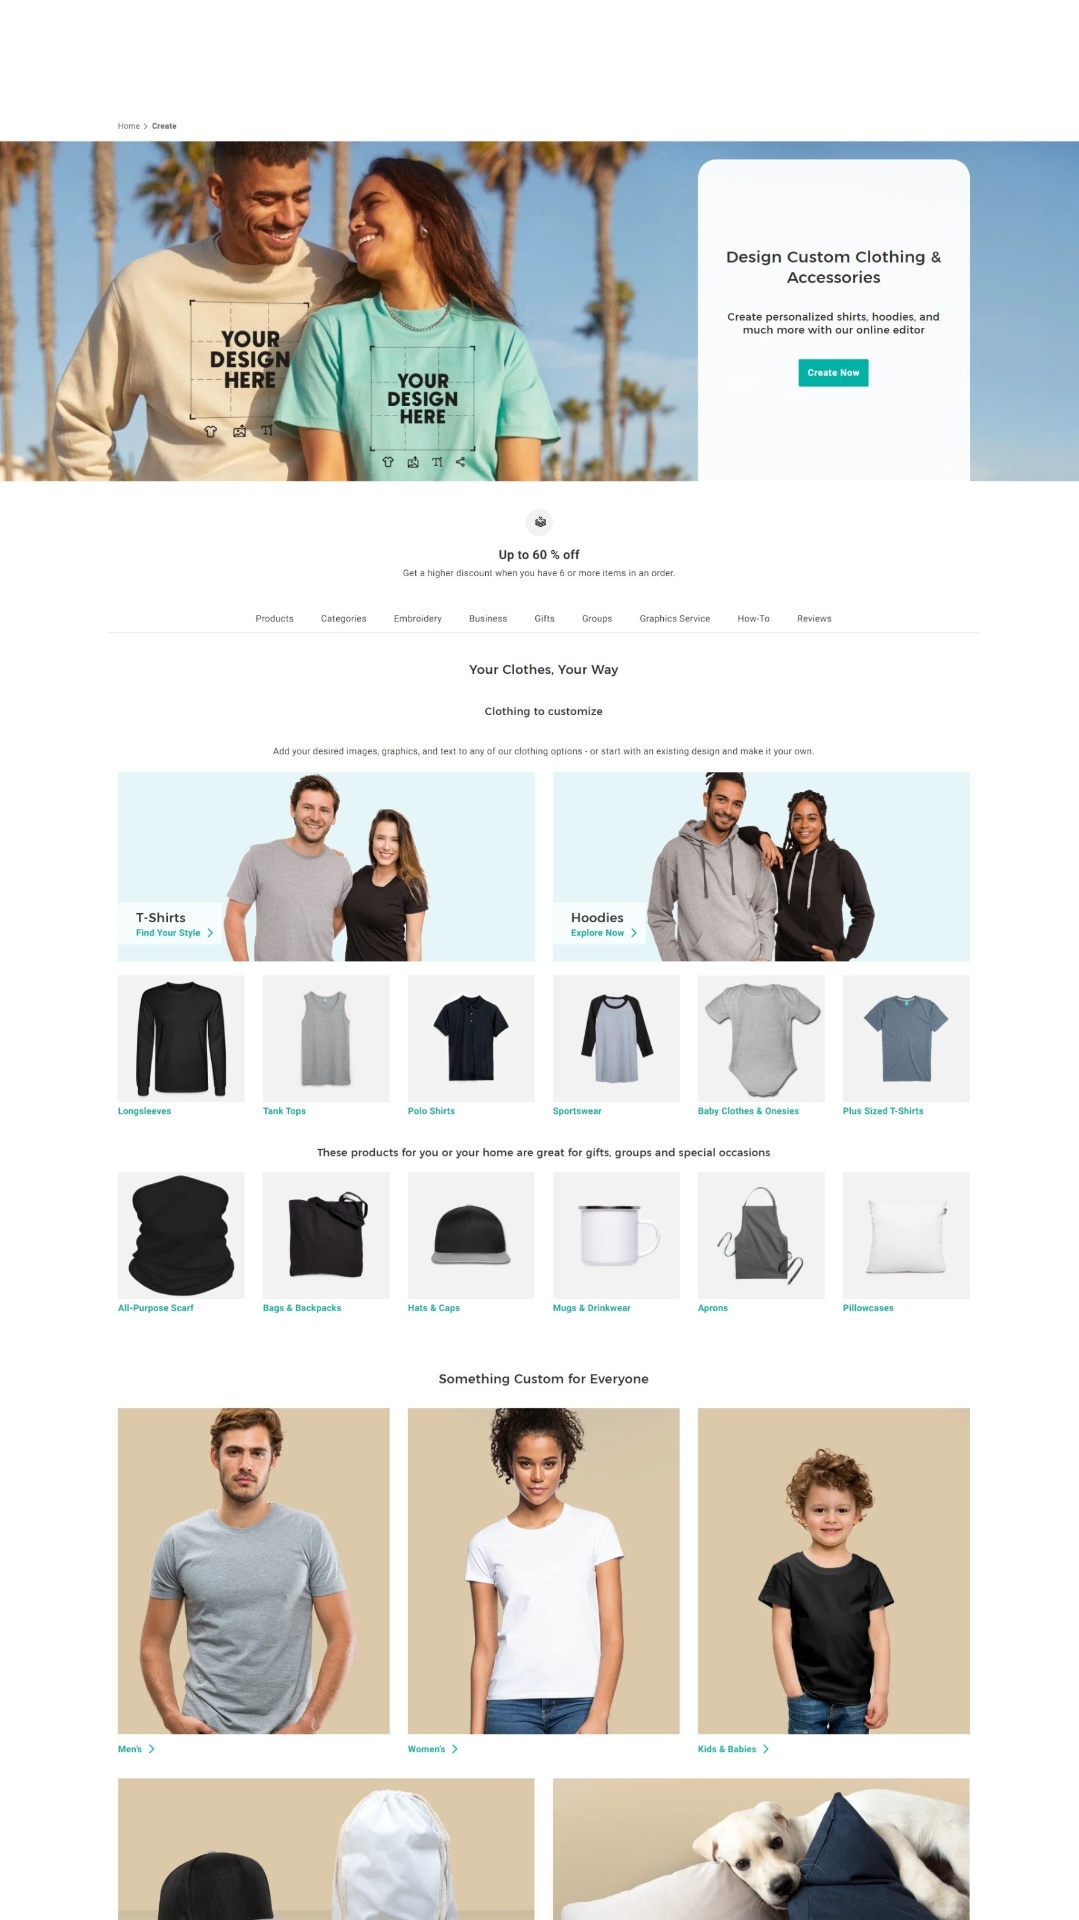 Home > Create
YOUR
DESIGN
HERE
YOUR
DESIGN
HERE
Design Custom Clothing &
Accessories
Create personalized shirts, hoodies, and
much more with our online editor
Create Now
Up to 60 % off
Get a higher discount when you have 6 or more items in an order.
Products Categories Embroidery Business Gifts Groups Graphics Service How-To Reviews
Your Clothes, Your Way
Clothing to customize
Add your desired images, graphics, and text to any of our clothing options - or start with an existing design and make it your own.
T-Shirts
Find Your Style >
Hoodies
Explore Now >
Longsleeves
Tank Tops
Polo Shirts
Sportswear
Baby Clothes & Onesies
Plus Sized T-Shirts
These products for you or your home are great for gifts, groups and special occasions
All-Purpose Scarf
Bags & Backpacks
Hats & Caps
Mugs & Drinkwear
Aprons
Pillowcases
Something Custom for Everyone
Men's >
Women's >
Kids & Babies >